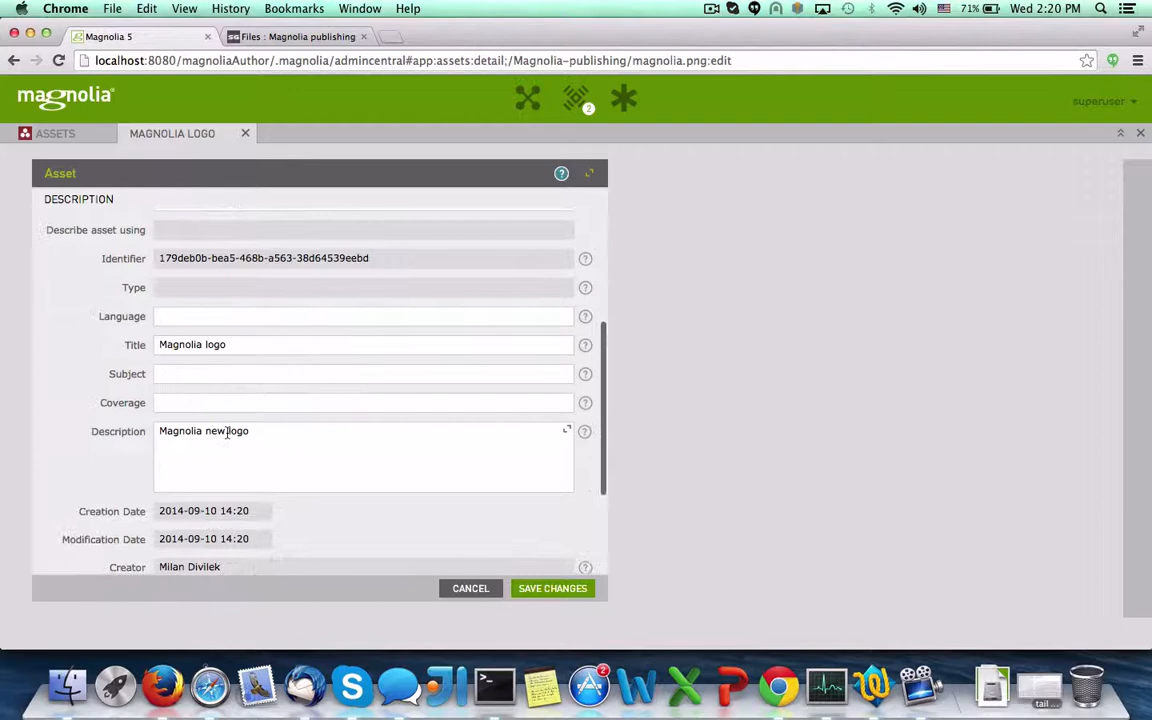 Chrome File Edit View History Bookmarks Window Help 71% Wed 2:20 PM
Magnolia 5 Files : Magnolia publishing
localhost:8080/magnoliaAuthor/.magnolia/admincentral#app:assets:detail;/Magnolia-publishing/magnolia.png:edit
magnolia 2 superuser
ASSETS MAGNOLIA LOGO
Asset ?
DESCRIPTION
Describe asset using
Identifier 179deb0b-bea5-468b-a563-38d64539eebd ?
Type ?
Language ?
Title Magnolia logo ?
Subject ?
Coverage ?
Description Magnolia new logo ?
Creation Date 2014-09-10 14:20
Modification Date 2014-09-10 14:20
Creator Milan Divilek ?
CANCEL SAVE CHANGES
2
tail